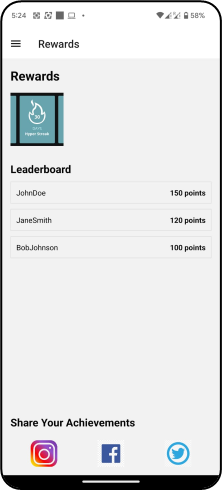 5:24
58%
Rewards
Rewards
30
DAYS
Hyper Streak
Leaderboard
JohnDoe 150 points
JaneSmith 120 points
BobJohnson 100 points
Share Your Achievements